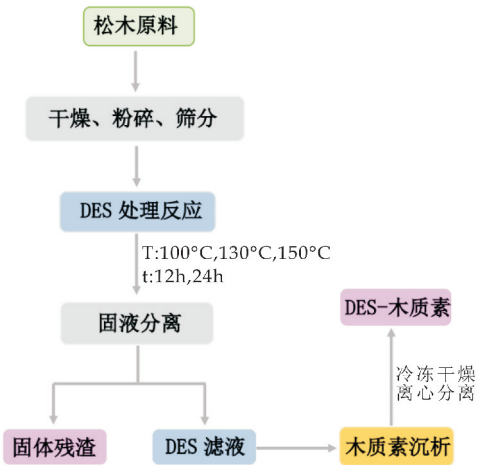 松木原料
干燥、粉碎、筛分
DES 处理反应
T:100°C,130°C,150°C
t:12h,24h
固液分离
固体残渣
DES 滤液
木质素沉析
冷冻干燥
离心分离
DES-木质素